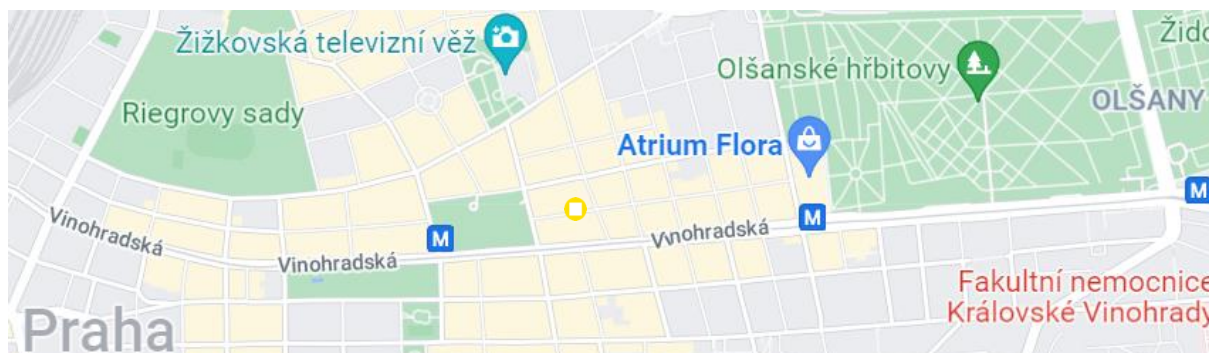 Žižkovská televizní věž
Žido
Olšanské hřbitovy
OLŠANY
Riegrovy sady
Atrium Flora
M
Vinohradská
M
Vinohradská
M
Vinohradská
Fakultní nemocnice
Královské Vinohrady
Praha